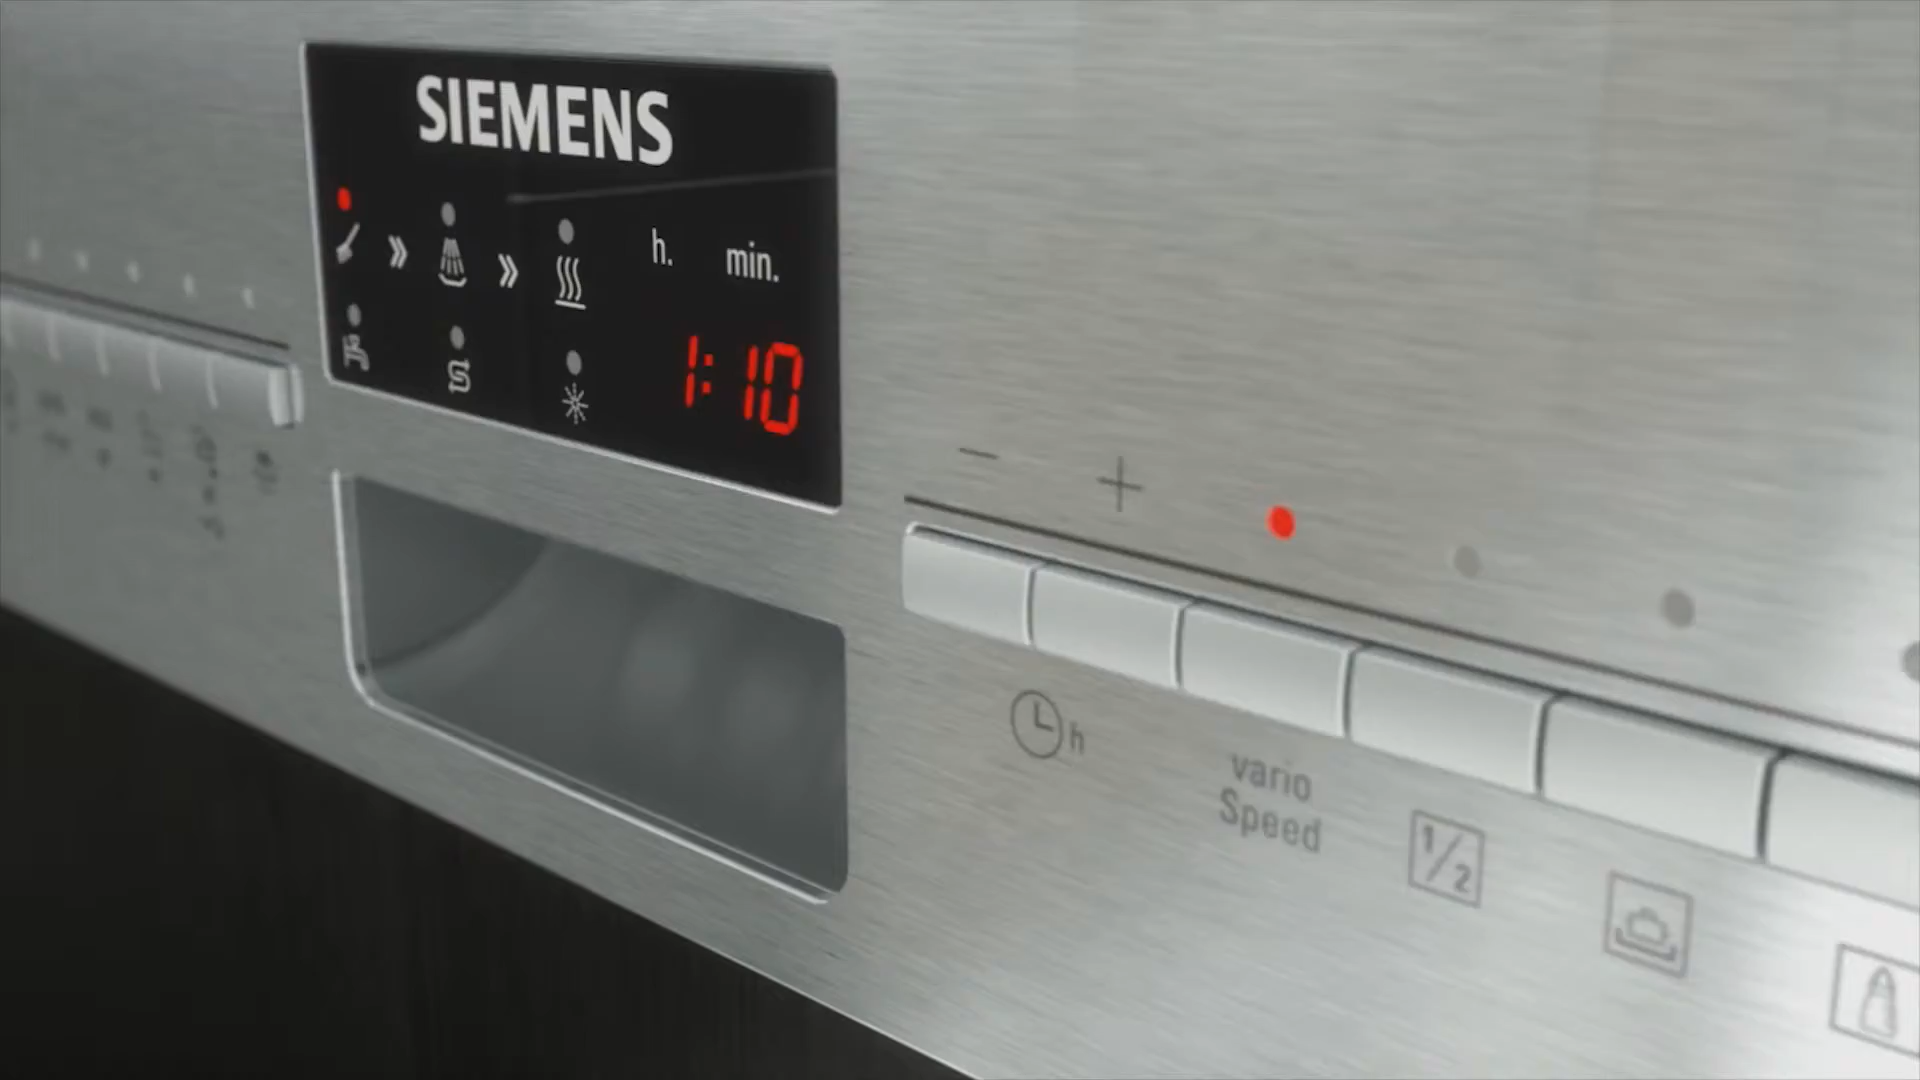 SIEMENS
h. min.
1:10
− +
h
vario
Speed
1/2